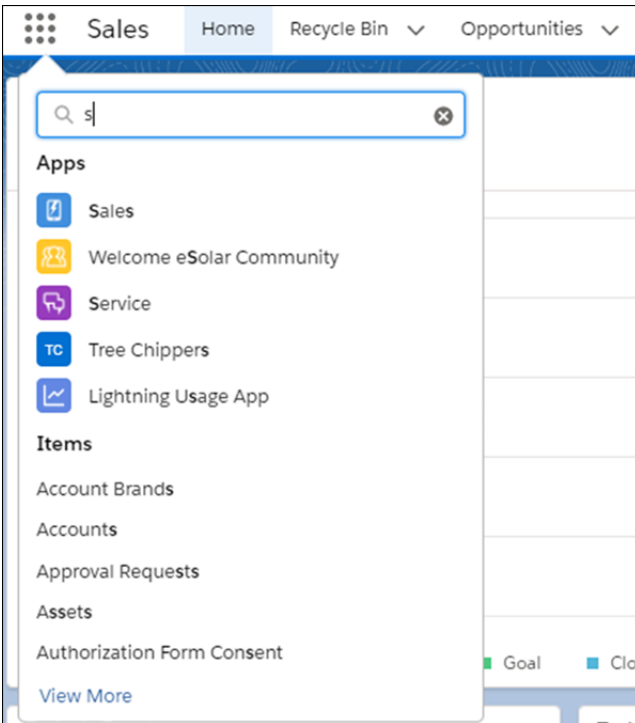 Sales Home Recycle Bin Opportunities
s
Apps
Sales
Welcome eSolar Community
Service
TC Tree Chippers
Lightning Usage App
Items
Account Brands
Accounts
Approval Requests
Assets
Authorization Form Consent
Goal
View More